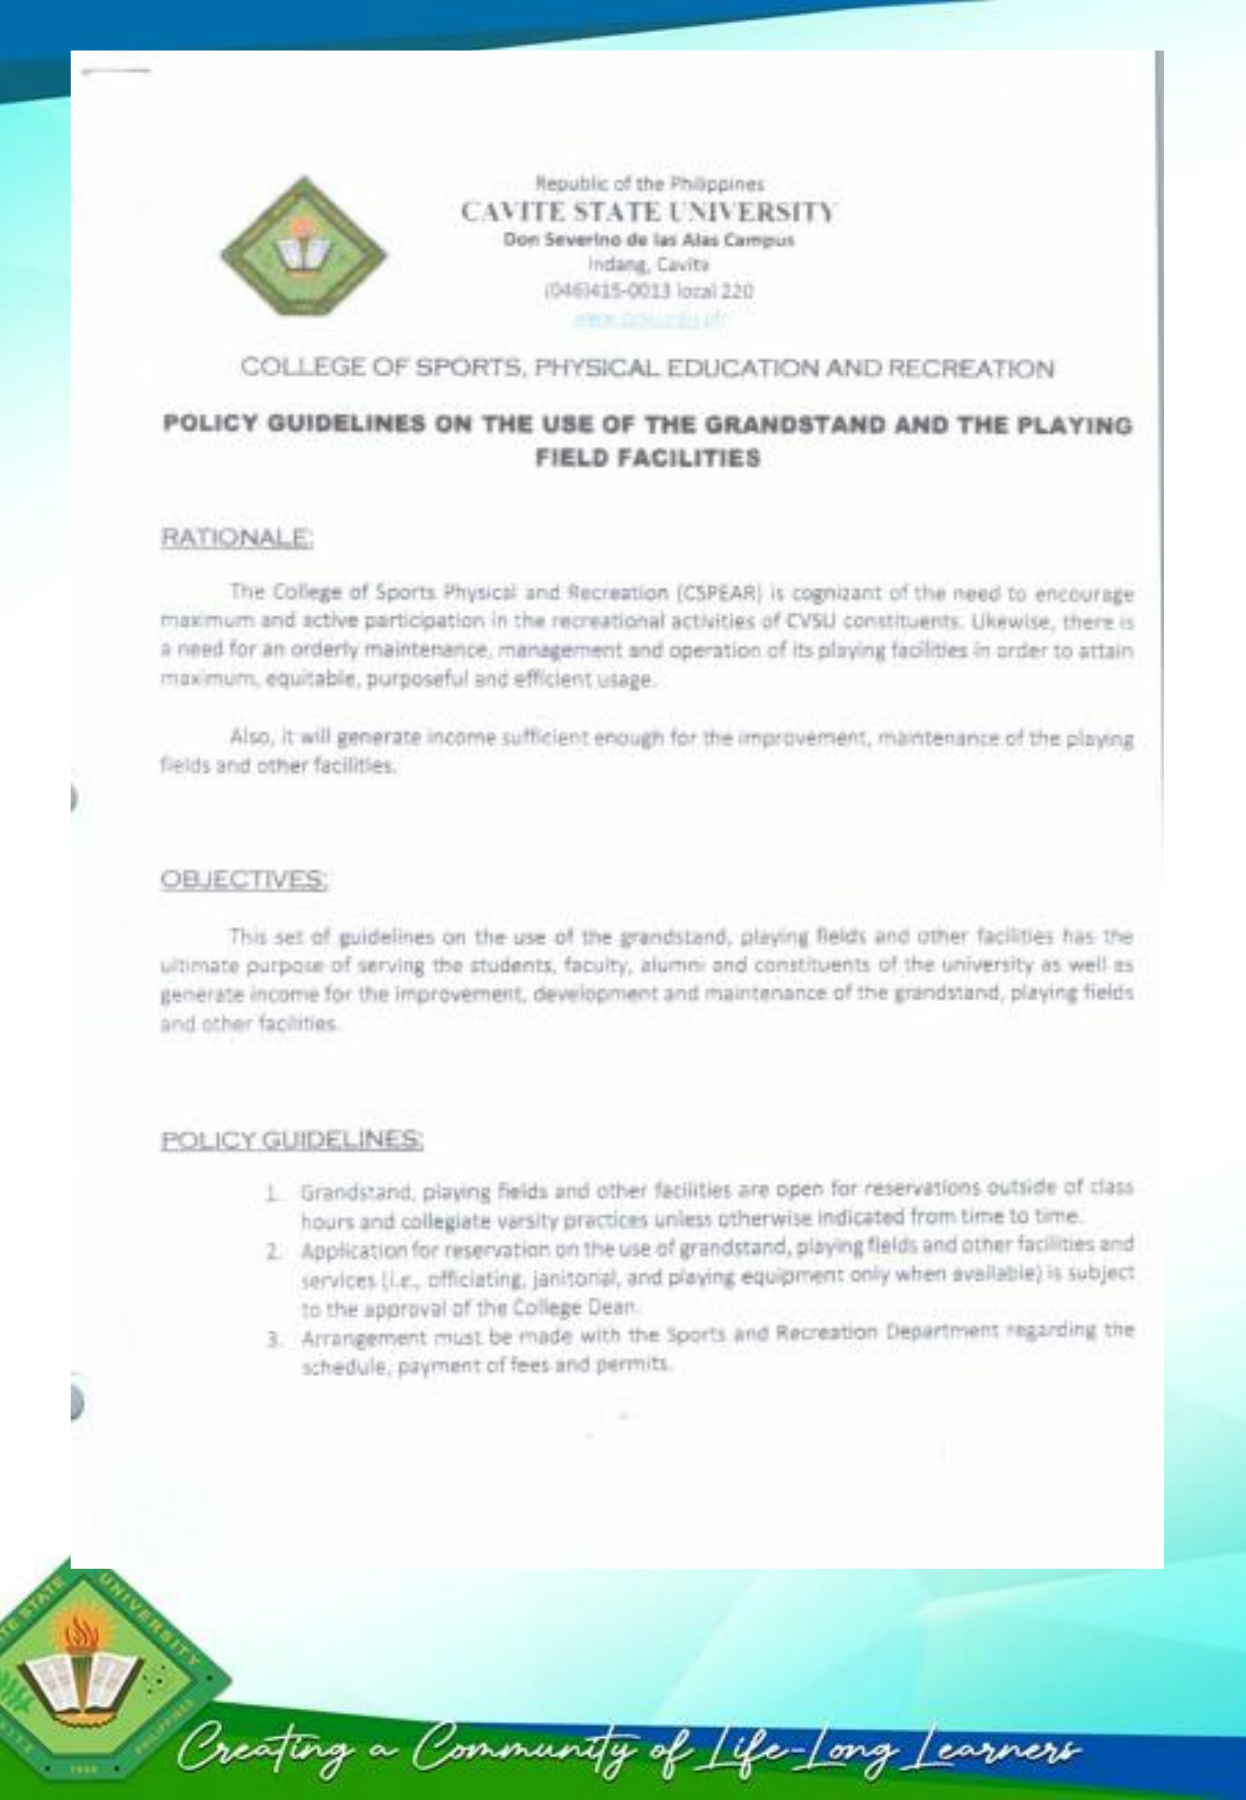 Republic of the Philippines
CAVITE STATE UNIVERSITY
Don Severino de las Alas Campus
Indang, Cavite
(046)415-0013 local 220
www.cvsu.edu.ph
COLLEGE OF SPORTS, PHYSICAL EDUCATION AND RECREATION
POLICY GUIDELINES ON THE USE OF THE GRANDSTAND AND THE PLAYING
FIELD FACILITIES
RATIONALE:
The College of Sports Physical and Recreation (CSPEAR) is cognizant of the need to encourage
maximum and active participation in the recreational activities of CVSU constituents. Likewise, there is
a need for an orderly maintenance, management and operation of its playing facilities in order to attain
maximum, equitable, purposeful and efficient usage.
Also, it will generate income sufficient enough for the improvement, maintenance of the playing
fields and other facilities.
OBJECTIVES:
This set of guidelines on the use of the grandstand, playing fields and other facilities has the
ultimate purpose of serving the students, faculty, alumni and constituents of the university as well as
generate income for the improvement, development and maintenance of the grandstand, playing fields
and other facilities.
POLICY GUIDELINES:
1. Grandstand, playing fields and other facilities are open for reservations outside of class
hours and collegiate varsity practices unless otherwise indicated from time to time.
2. Application for reservation on the use of grandstand, playing fields and other facilities and
services (i.e., officiating, janitorial, and playing equipment only when available) is subject
to the approval of the College Dean.
3. Arrangement must be made with the Sports and Recreation Department regarding the
schedule, payment of fees and permits.
STATE UNIVERSITY
PHILIPPINES
1906
Creating a Community of Life-Long Learners